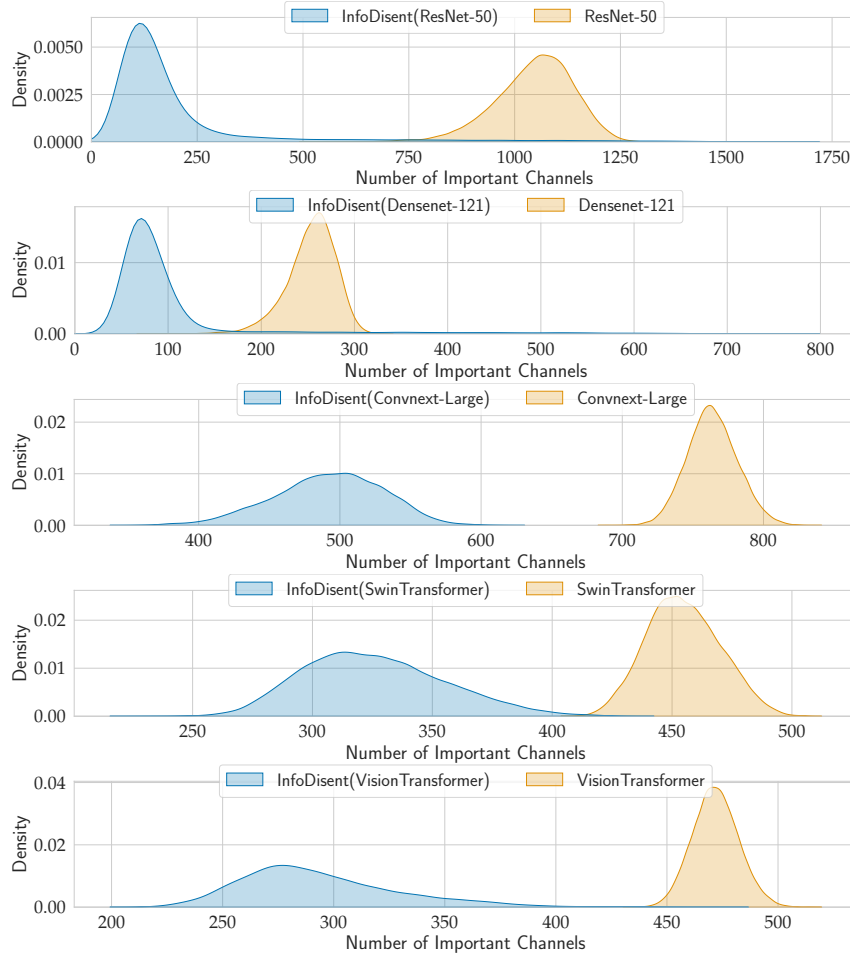 InfoDisent(ResNet-50) ResNet-50
Density
0.0050
0.0025
0.0000
0 250 500 750 1000 1250 1500 1750
Number of Important Channels
InfoDisent(Densenet-121) Densenet-121
Density
0.01
0.00
0 100 200 300 400 500 600 700 800
Number of Important Channels
InfoDisent(Convnext-Large) Convnext-Large
Density
0.02
0.01
0.00
400 500 600 700 800
Number of Important Channels
InfoDisent(SwinTransformer) SwinTransformer
Density
0.02
0.01
0.00
250 300 350 400 450 500
Number of Important Channels
InfoDisent(VisionTransformer) VisionTransformer
Density
0.04
0.02
0.00
200 250 300 350 400 450 500
Number of Important Channels